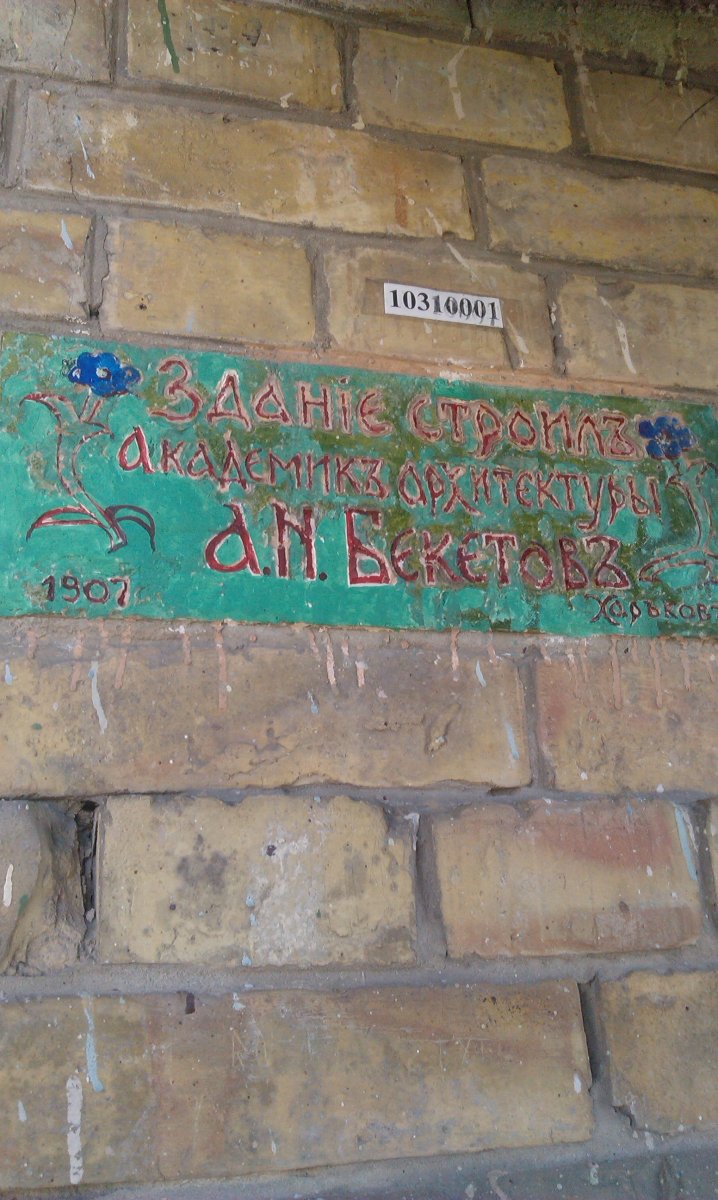 10310001
Зданіе строилъ
академикъ архитектуры
А.Н. Бекетовъ
1907
Харьковъ